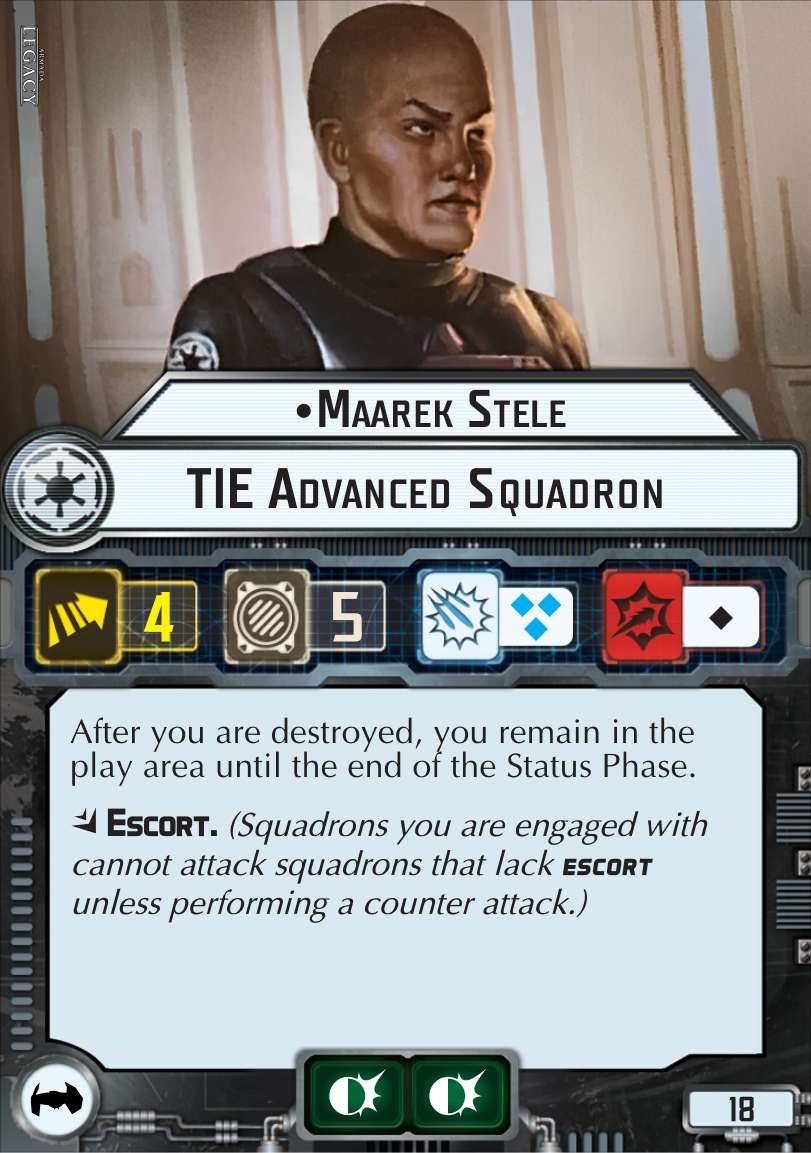 ARMADA
LEGACY
•Maarek Stele
TIE Advanced Squadron
4
5
After you are destroyed, you remain in the
play area until the end of the Status Phase.
Escort. (Squadrons you are engaged with
cannot attack squadrons that lack escort
unless performing a counter attack.)
18